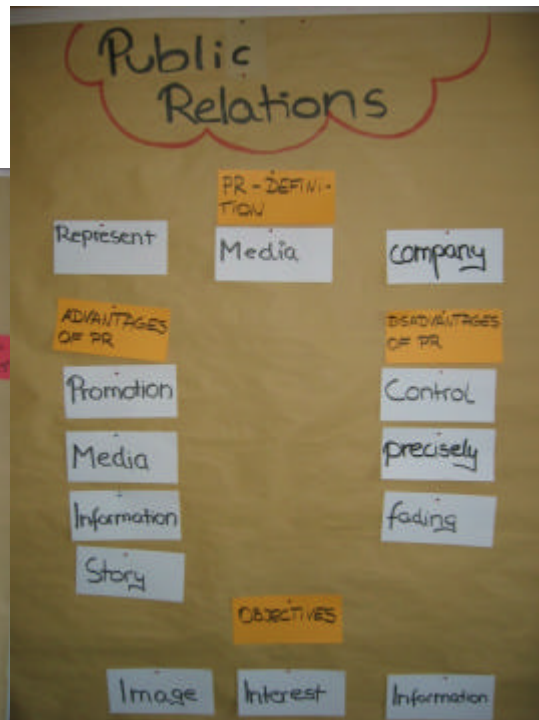 Public
Relations
PR-DEFINI-
TION
Represent
Media
company
ADVANTAGES
OF PR
Promotion
Media
Information
Story
DISADVANTAGES
OF PR
Control
precisely
fading
OBJECTIVES
Image
Interest
Information